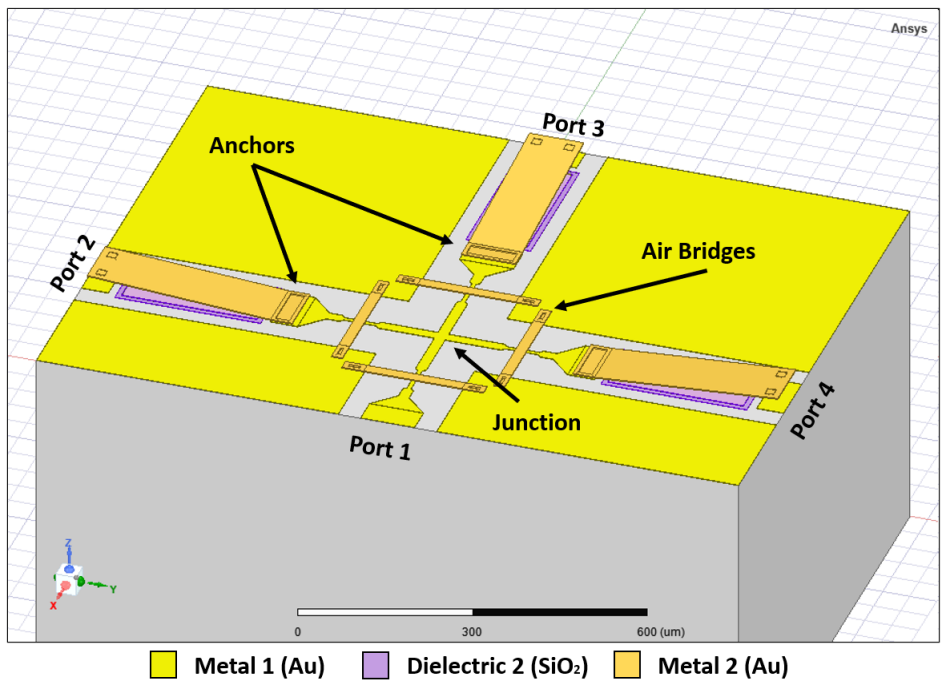 Ansys
Port 3
Anchors
Port 2
Air Bridges
Port 4
Junction
Port 1
Z
Y
X
0 300 600 (um)
Metal 1 (Au) Dielectric 2 (SiO₂) Metal 2 (Au)